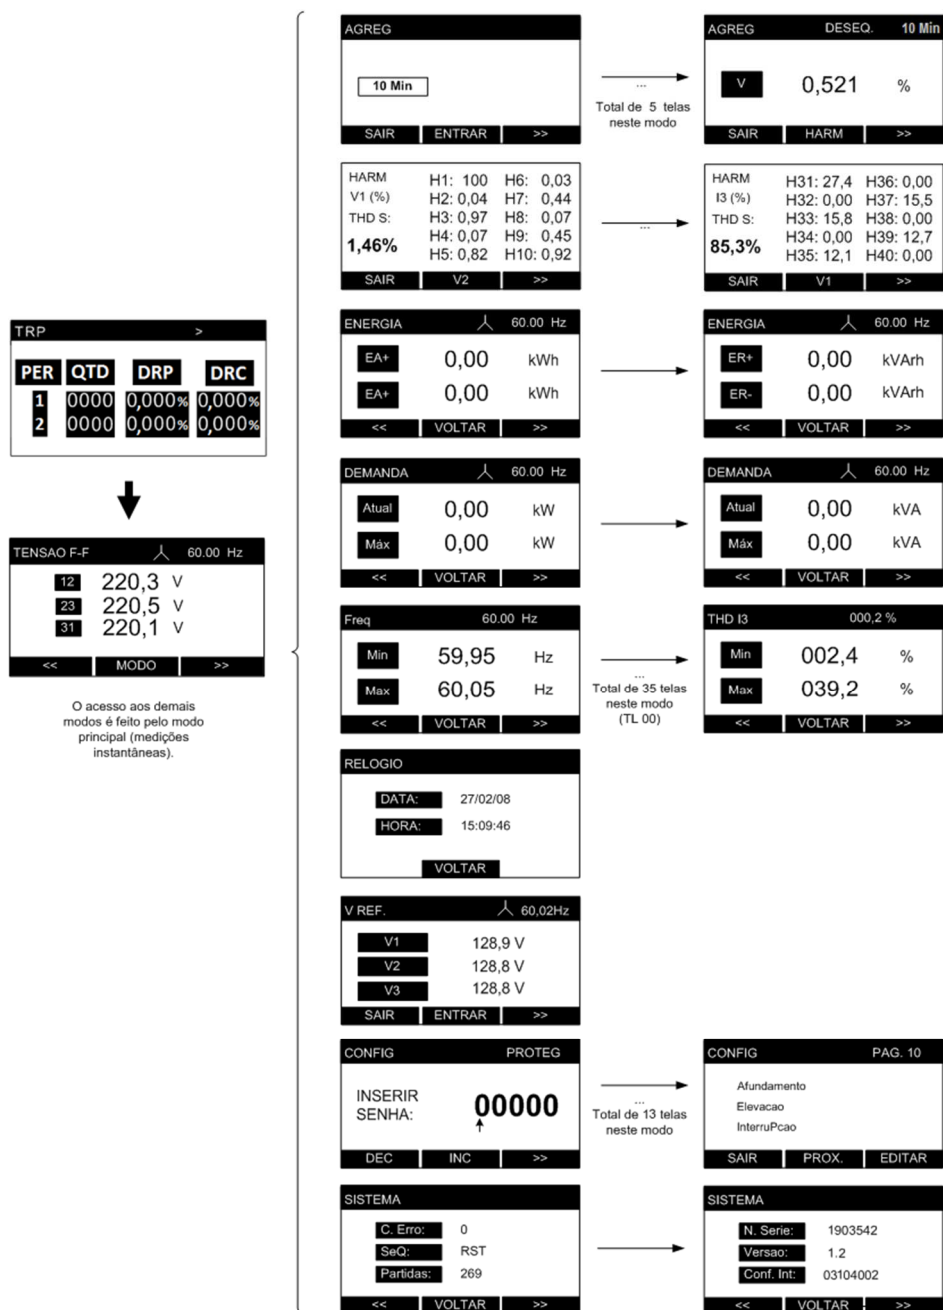 TRP >
PER QTD DRP DRC
1 0000 0,000% 0,000%
2 0000 0,000% 0,000%
TENSAO F-F 60.00 Hz
12 220,3 V
23 220,5 V
31 220,1 V
<< MODO >>
O acesso aos demais
modos é feito pelo modo
principal (medições
instantâneas).
AGREG
10 Min
SAIR ENTRAR >>
...
Total de 5 telas
neste modo
AGREG DESEQ. 10 Min
V 0,521 %
SAIR HARM >>
HARM
V1 (%)
THD S:
1,46%
H1: 100 H6: 0,03
H2: 0,04 H7: 0,44
H3: 0,97 H8: 0,07
H4: 0,07 H9: 0,45
H5: 0,82 H10: 0,92
SAIR V2 >>
...
HARM
I3 (%)
THD S:
85,3%
H31: 27,4 H36: 0,00
H32: 0,00 H37: 15,5
H33: 15,8 H38: 0,00
H34: 0,00 H39: 12,7
H35: 12,1 H40: 0,00
SAIR V1 >>
ENERGIA 60.00 Hz
EA+ 0,00 kWh
EA+ 0,00 kWh
<< VOLTAR >>
ENERGIA 60.00 Hz
ER+ 0,00 kVArh
ER- 0,00 kVArh
<< VOLTAR >>
DEMANDA 60.00 Hz
Atual 0,00 kW
Máx 0,00 kW
<< VOLTAR >>
DEMANDA 60.00 Hz
Atual 0,00 kVA
Máx 0,00 kVA
<< VOLTAR >>
Freq 60.00 Hz
Min 59,95 Hz
Max 60,05 Hz
<< VOLTAR >>
...
Total de 35 telas
neste modo
(TL 00)
THD I3 000,2 %
Min 002,4 %
Max 039,2 %
<< VOLTAR >>
RELOGIO
DATA: 27/02/08
HORA: 15:09:46
VOLTAR
V REF. 60,02Hz
V1 128,9 V
V2 128,8 V
V3 128,8 V
SAIR ENTRAR >>
CONFIG PROTEG
INSERIR
SENHA: 00000
DEC INC >>
...
Total de 13 telas
neste modo
CONFIG PAG. 10
Afundamento
Elevacao
InterruPcao
SAIR PROX. EDITAR
SISTEMA
C. Erro: 0
SeQ: RST
Partidas: 269
<< VOLTAR >>
SISTEMA
N. Serie: 1903542
Versao: 1.2
Conf. Int: 03104002
<< VOLTAR >>